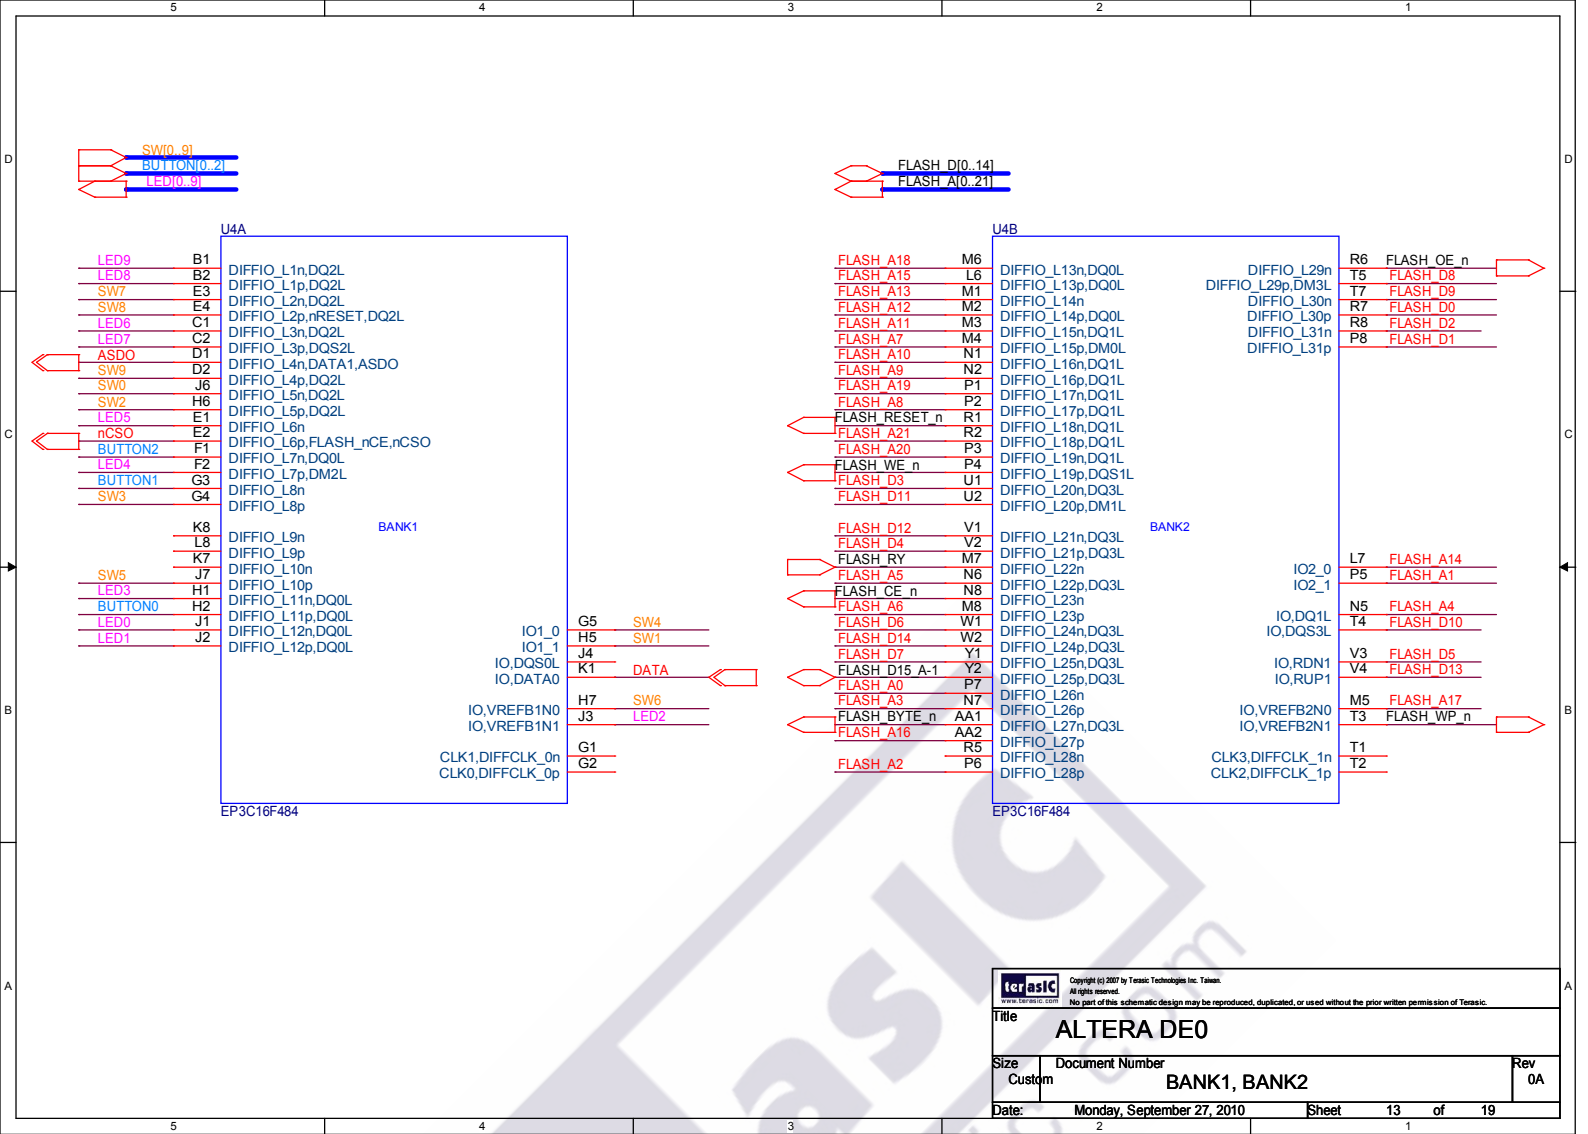 5 4 3 2 1
D D
SW[0..9]
BUTTON[0..2]
LED[0..9]
FLASH_D[0..14]
FLASH_A[0..21]
U4A
LED9 B1 DIFFIO_L1n,DQ2L
LED8 B2 DIFFIO_L1p,DQ2L
SW7 E3 DIFFIO_L2n,DQ2L
SW8 E4 DIFFIO_L2p,nRESET,DQ2L
LED6 C1 DIFFIO_L3n,DQ2L
LED7 C2 DIFFIO_L3p,DQS2L
ASDO D1 DIFFIO_L4n,DATA1,ASDO
SW9 D2 DIFFIO_L4p,DQ2L
SW0 J6 DIFFIO_L5n,DQ2L
SW2 H6 DIFFIO_L5p,DQ2L
LED5 E1 DIFFIO_L6n
nCSO E2 DIFFIO_L6p,FLASH_nCE,nCSO
BUTTON2 F1 DIFFIO_L7n,DQ0L
LED4 F2 DIFFIO_L7p,DM2L
BUTTON1 G3 DIFFIO_L8n
SW3 G4 DIFFIO_L8p
BANK1
K8 DIFFIO_L9n
L8 DIFFIO_L9p
K7 DIFFIO_L10n
SW5 J7 DIFFIO_L10p
LED3 H1 DIFFIO_L11n,DQ0L
BUTTON0 H2 DIFFIO_L11p,DQ0L
LED0 J1 DIFFIO_L12n,DQ0L
LED1 J2 DIFFIO_L12p,DQ0L
IO1_0 G5 SW4
IO1_1 H5 SW1
IO,DQS0L J4
IO,DATA0 K1 DATA
IO,VREFB1N0 H7 SW6
IO,VREFB1N1 J3 LED2
CLK1,DIFFCLK_0n G1
CLK0,DIFFCLK_0p G2
EP3C16F484
U4B
FLASH_A18 M6 DIFFIO_L13n,DQ0L
FLASH_A15 L6 DIFFIO_L13p,DQ0L
FLASH_A13 M1 DIFFIO_L14n
FLASH_A12 M2 DIFFIO_L14p,DQ0L
FLASH_A11 M3 DIFFIO_L15n,DQ1L
FLASH_A7 M4 DIFFIO_L15p,DM0L
FLASH_A10 N1 DIFFIO_L16n,DQ1L
FLASH_A9 N2 DIFFIO_L16p,DQ1L
FLASH_A19 P1 DIFFIO_L17n,DQ1L
FLASH_A8 P2 DIFFIO_L17p,DQ1L
FLASH_RESET_n R1 DIFFIO_L18n,DQ1L
FLASH_A21 R2 DIFFIO_L18p,DQ1L
FLASH_A20 P3 DIFFIO_L19n,DQ1L
FLASH_WE_n P4 DIFFIO_L19p,DQS1L
FLASH_D3 U1 DIFFIO_L20n,DQ3L
FLASH_D11 U2 DIFFIO_L20p,DM1L
BANK2
FLASH_D12 V1 DIFFIO_L21n,DQ3L
FLASH_D4 V2 DIFFIO_L21p,DQ3L
FLASH_RY M7 DIFFIO_L22n
FLASH_A5 N6 DIFFIO_L22p,DQ3L
FLASH_CE_n N8 DIFFIO_L23n
FLASH_A6 M8 DIFFIO_L23p
FLASH_D6 W1 DIFFIO_L24n,DQ3L
FLASH_D14 W2 DIFFIO_L24p,DQ3L
FLASH_D7 Y1 DIFFIO_L25n,DQ3L
FLASH_D15_A-1 Y2 DIFFIO_L25p,DQ3L
FLASH_A0 P7 DIFFIO_L26n
FLASH_A3 N7 DIFFIO_L26p
FLASH_BYTE_n AA1 DIFFIO_L27n,DQ3L
FLASH_A16 AA2 DIFFIO_L27p
R5 DIFFIO_L28n
FLASH_A2 P6 DIFFIO_L28p
DIFFIO_L29n R6 FLASH_OE_n
DIFFIO_L29p,DM3L T5 FLASH_D8
DIFFIO_L30n T7 FLASH_D9
DIFFIO_L30p R7 FLASH_D0
DIFFIO_L31n R8 FLASH_D2
DIFFIO_L31p P8 FLASH_D1
IO2_0 L7 FLASH_A14
IO2_1 P5 FLASH_A1
IO,DQ1L N5 FLASH_A4
IO,DQS3L T4 FLASH_D10
IO,RDN1 V3 FLASH_D5
IO,RUP1 V4 FLASH_D13
IO,VREFB2N0 M5 FLASH_A17
IO,VREFB2N1 T3 FLASH_WP_n
CLK3,DIFFCLK_1n T1
CLK2,DIFFCLK_1p T2
EP3C16F484
C C
B B
A A
asIC
com
terasIC
www.terasic.com
Copyright (c) 2007 by Terasic Technologies Inc. Taiwan.
All rights reserved.
No part of this schematic design may be reproduced, duplicated, or used without the prior written permission of Terasic.
Title
ALTERA DE0
Size Document Number Rev
Custom BANK1, BANK2 0A
Date: Monday, September 27, 2010 Sheet 13 of 19
5 4 3 2 1